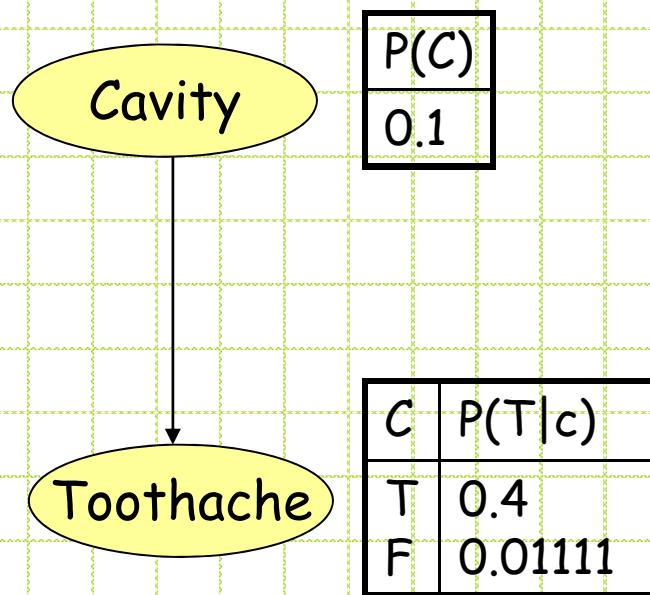 Cavity
P(C)
0.1
Toothache
C P(T|c)
T 0.4
F 0.01111